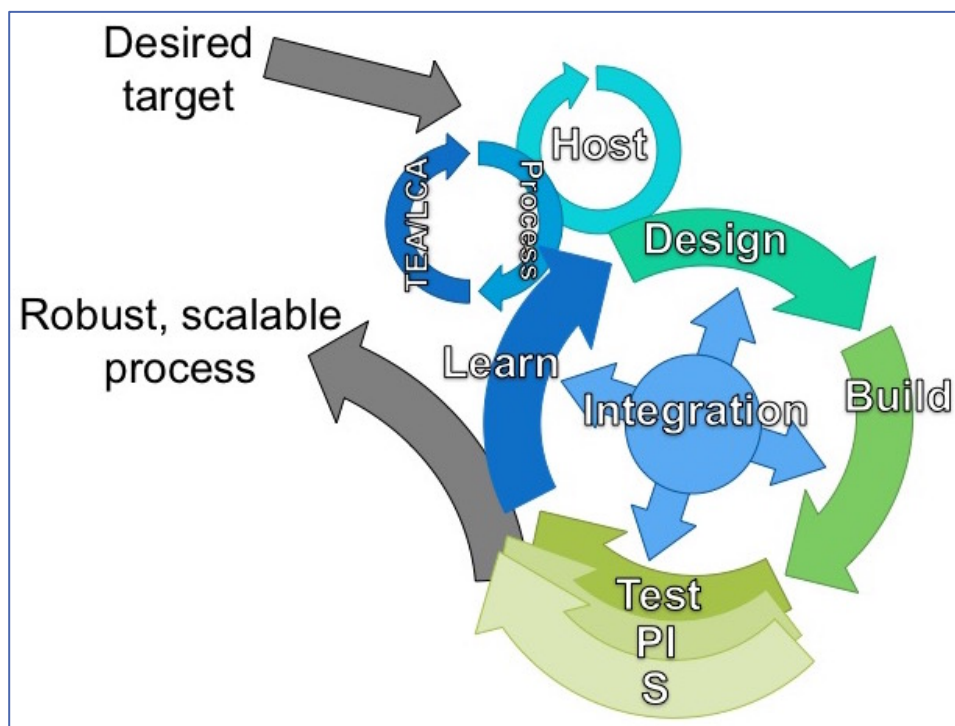 Desired
target
Host
TEA/LCA
Process
Design
Robust, scalable
process
Learn
Integration
Build
Test
PI
S